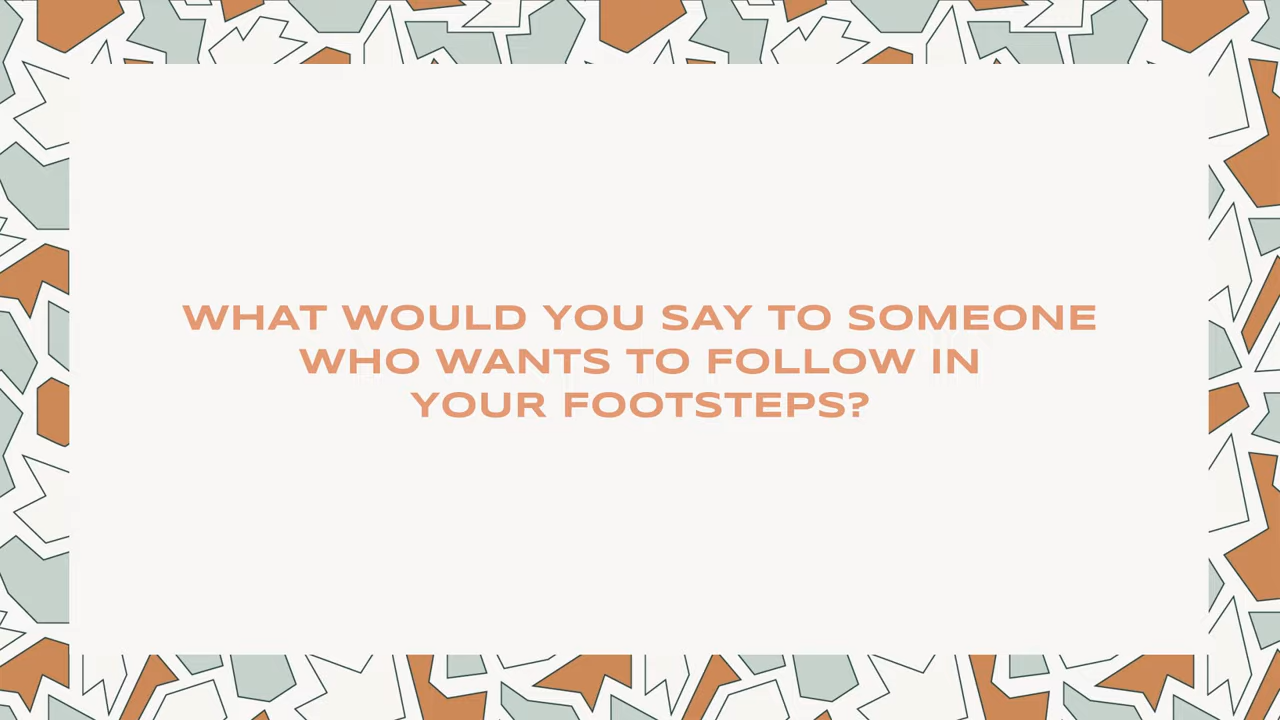 WHAT WOULD YOU SAY TO SOMEONE
WHO WANTS TO FOLLOW IN
YOUR FOOTSTEPS?